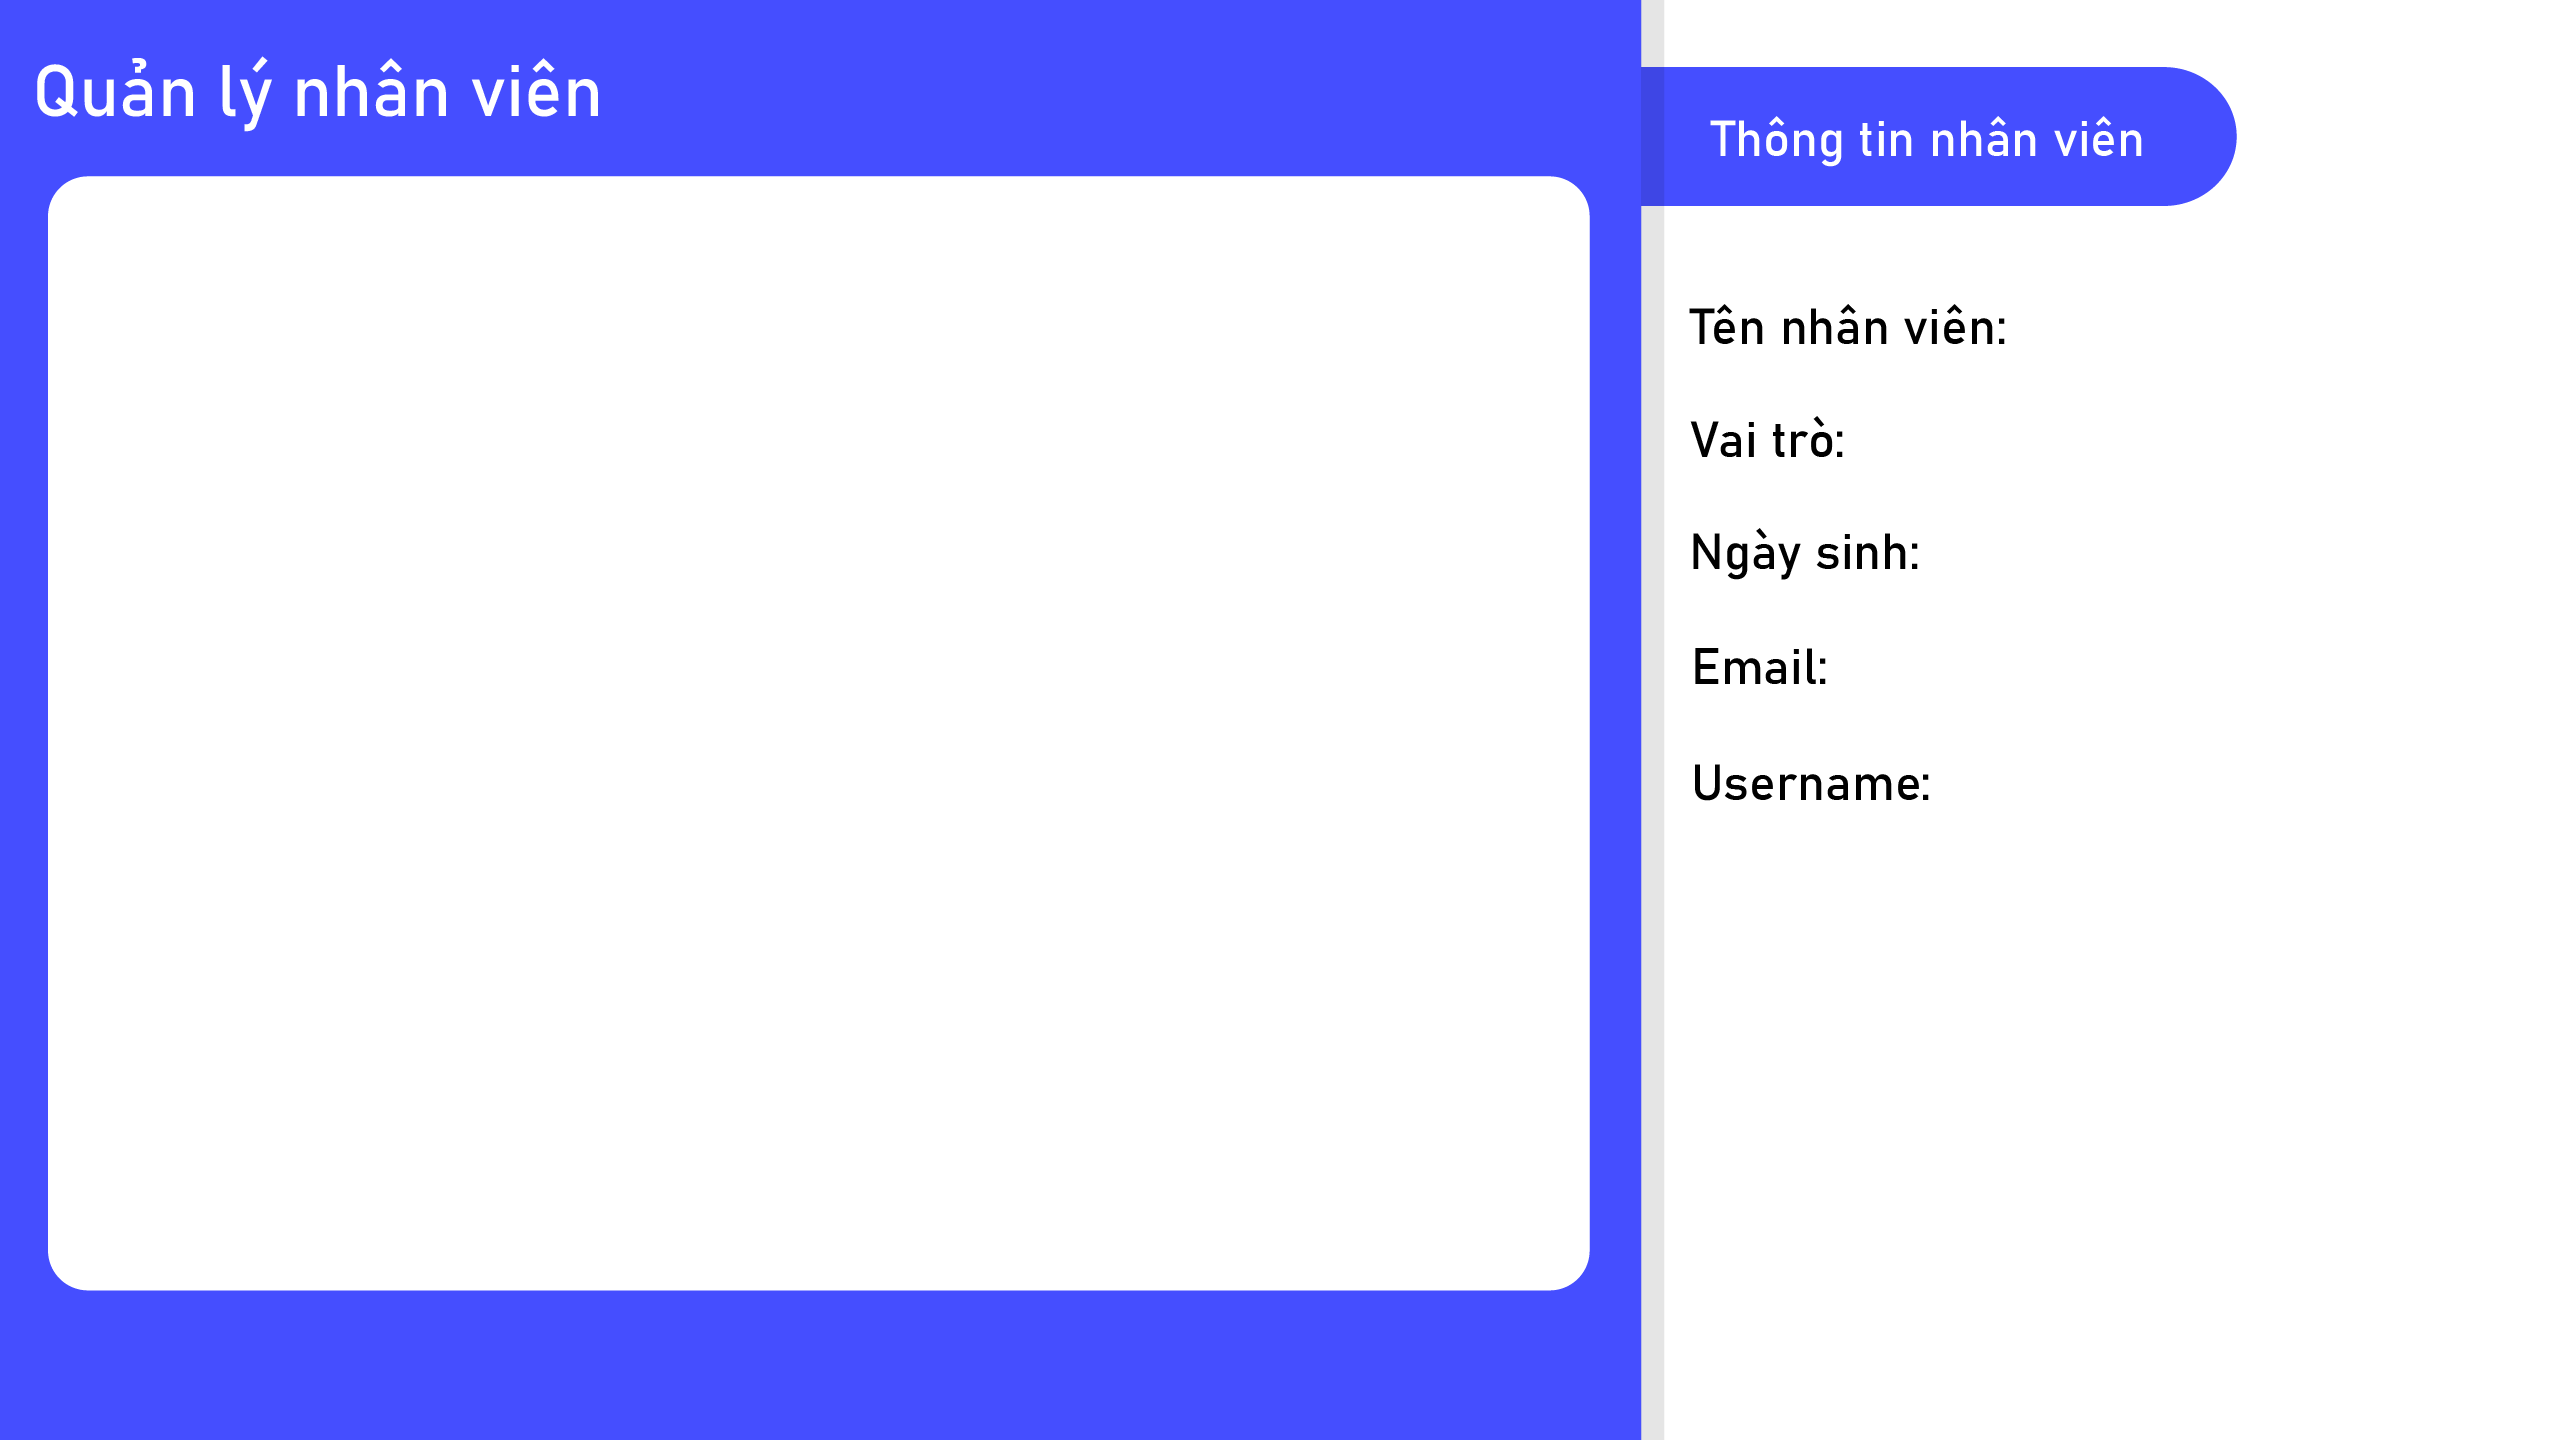 Quản lý nhân viên
Thông tin nhân viên
Tên nhân viên:
Vai trò:
Ngày sinh:
Email:
Username: